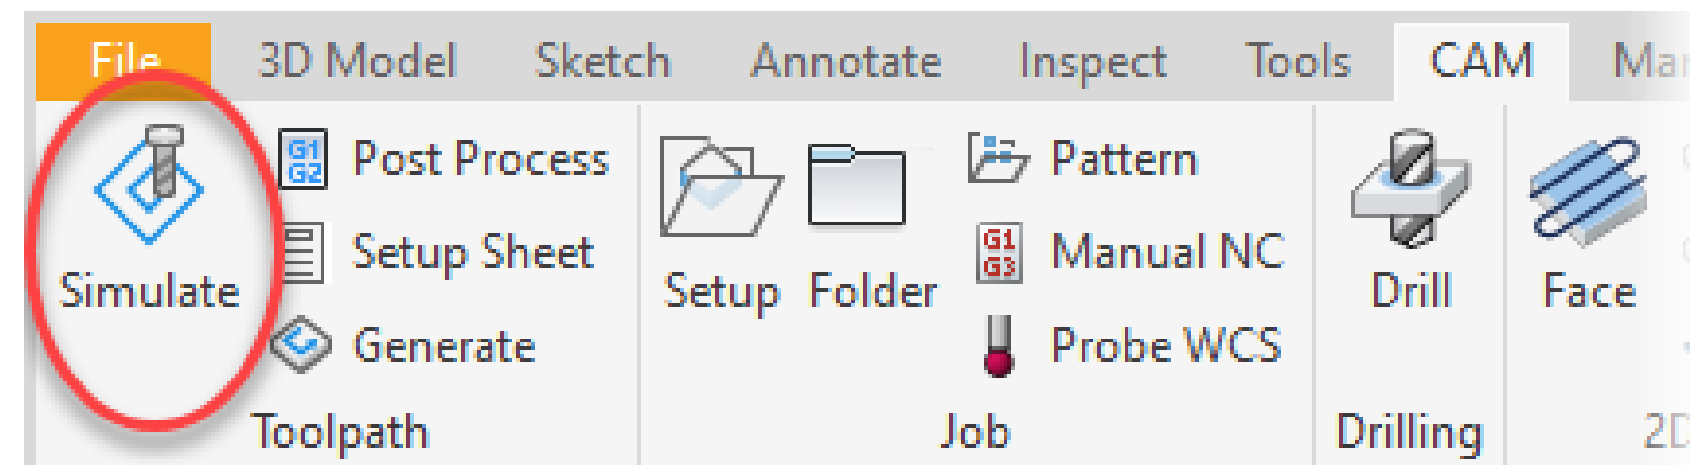 File 3D Model Sketch Annotate Inspect Tools CAM
G1 G2 Post Process
Simulate
Setup Sheet
Generate
Toolpath
Setup
Folder
Pattern
G1 G3 Manual NC
Probe WCS
Job
Drill
Drilling
Face
2D